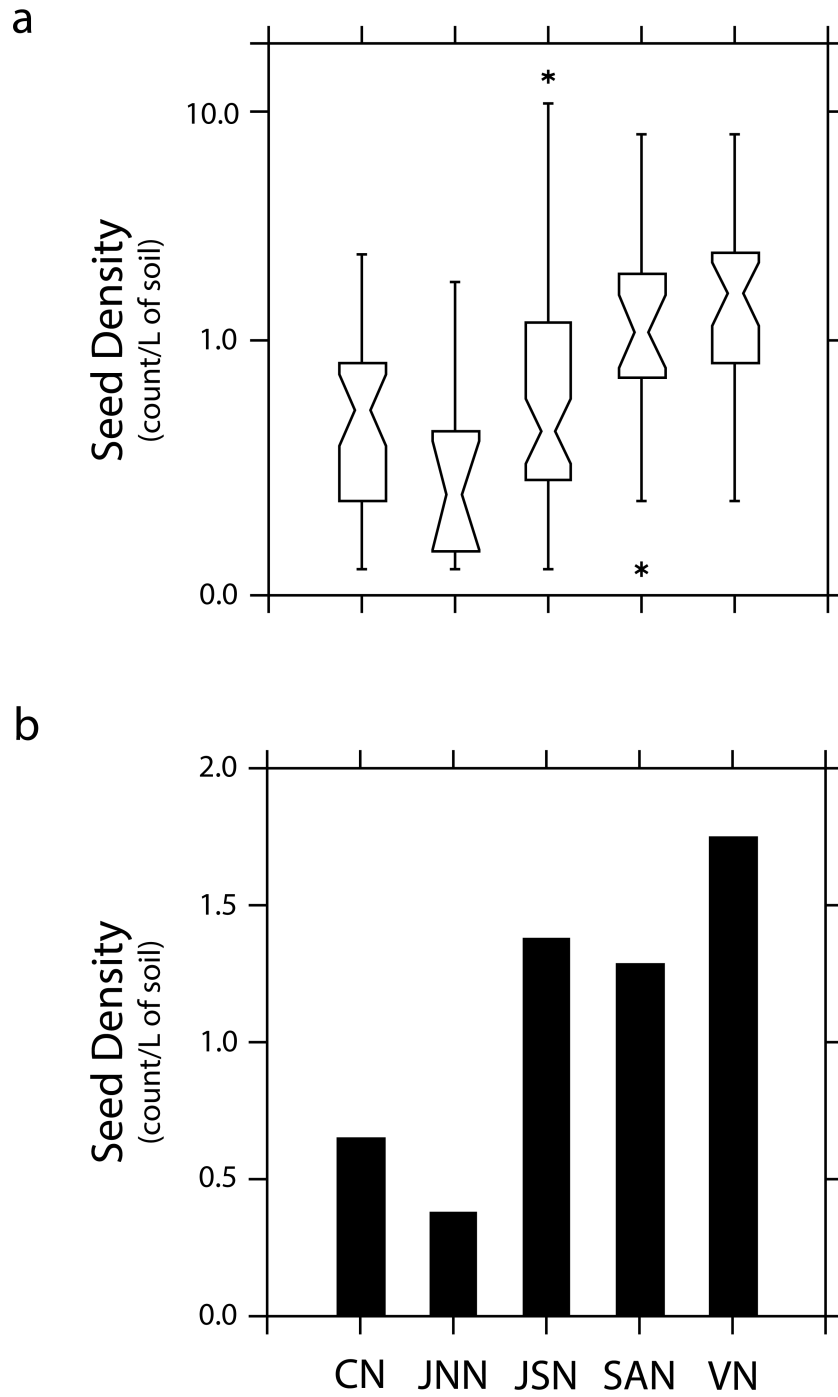 a
10.0
1.0
0.0
Seed Density
(count/L of soil)
b
2.0
1.5
1.0
0.5
0.0
Seed Density
(count/L of soil)
CN JNN JSN SAN VN